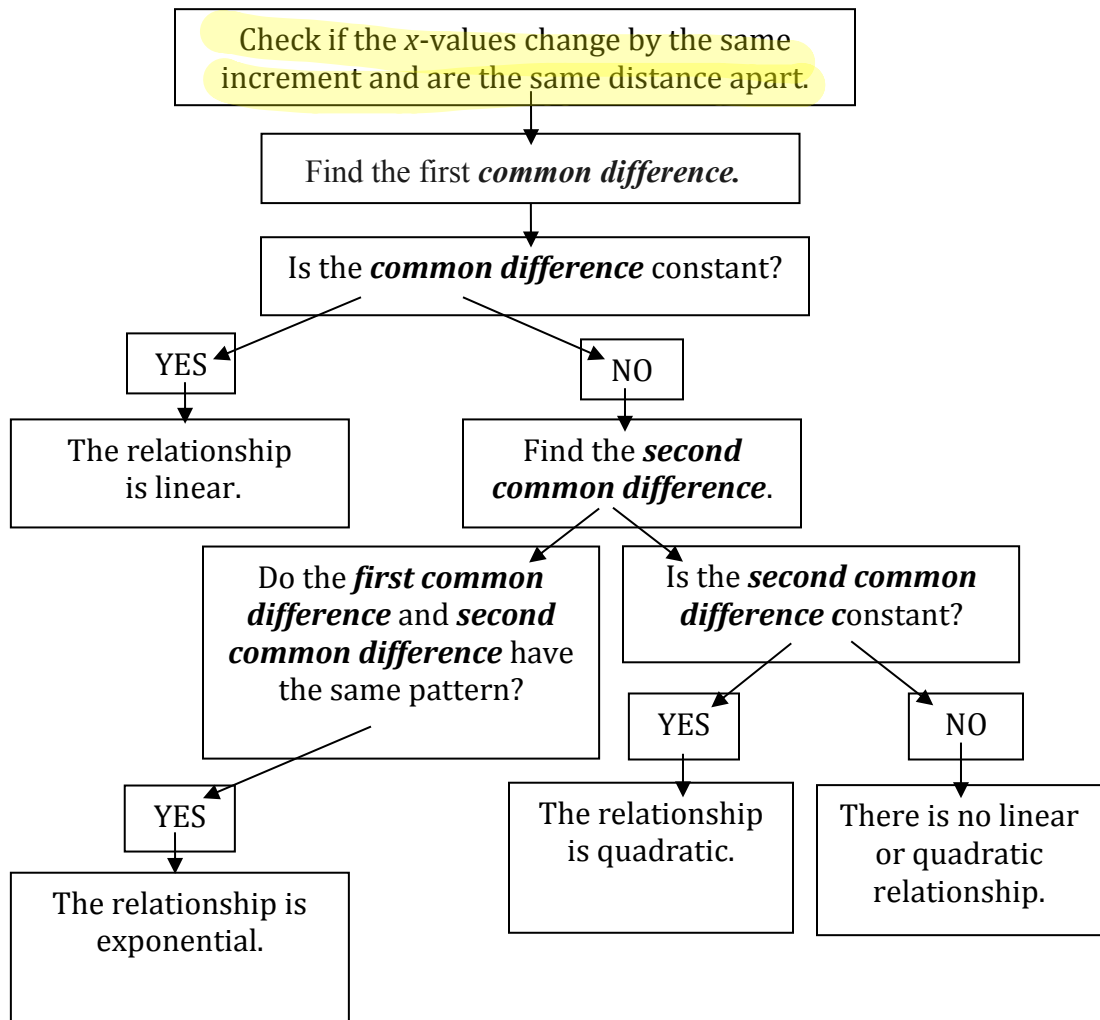 Check if the x-values change by the same
increment and are the same distance apart.
Find the first common difference.
Is the common difference constant?
YES
NO
The relationship
is linear.
Find the second
common difference.
Do the first common
difference and second
common difference have
the same pattern?
Is the second common
difference constant?
YES
NO
YES
The relationship
is quadratic.
There is no linear
or quadratic
relationship.
The relationship is
exponential.